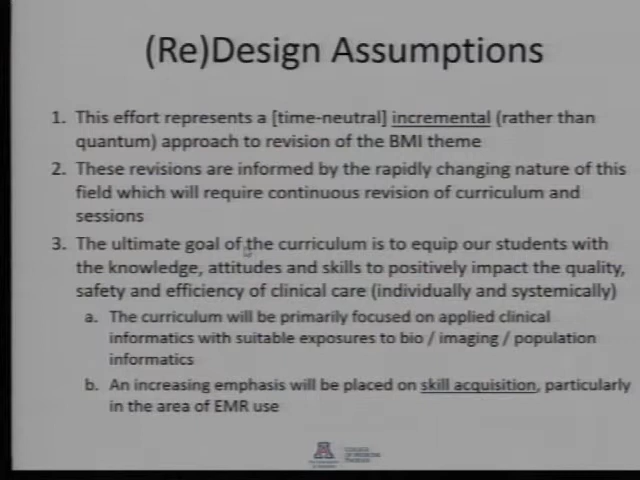 (Re)Design Assumptions
1. This effort represents a [time-neutral] incremental (rather than
quantum) approach to revision of the BMI theme
2. These revisions are informed by the rapidly changing nature of this
field which will require continuous revision of curriculum and
sessions
3. The ultimate goal of the curriculum is to equip our students with
the knowledge, attitudes and skills to positively impact the quality,
safety and efficiency of clinical care (individually and systemically)
a. The curriculum will be primarily focused on applied clinical
informatics with suitable exposures to bio / imaging / population
informatics
b. An increasing emphasis will be placed on skill acquisition, particularly
in the area of EMR use